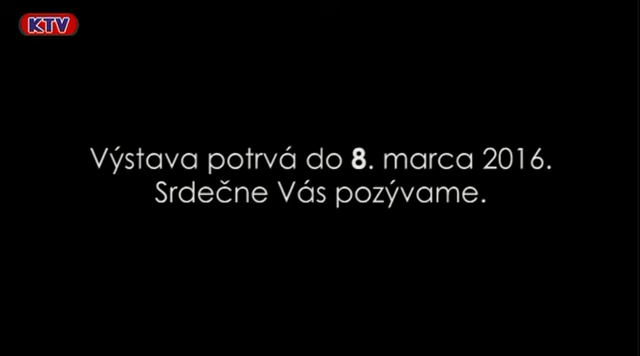 KTV
Výstava potrvá do 8. marca 2016.
Srdečne Vás pozývame.